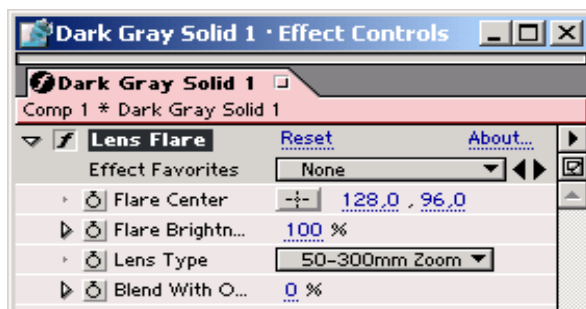 Dark Gray Solid 1 · Effect Controls
Dark Gray Solid 1
Comp 1 * Dark Gray Solid 1
Lens Flare Reset About...
Effect Favorites None
Flare Center 128,0 , 96,0
Flare Brightn... 100 %
Lens Type 50-300mm Zoom
Blend With O... 0 %